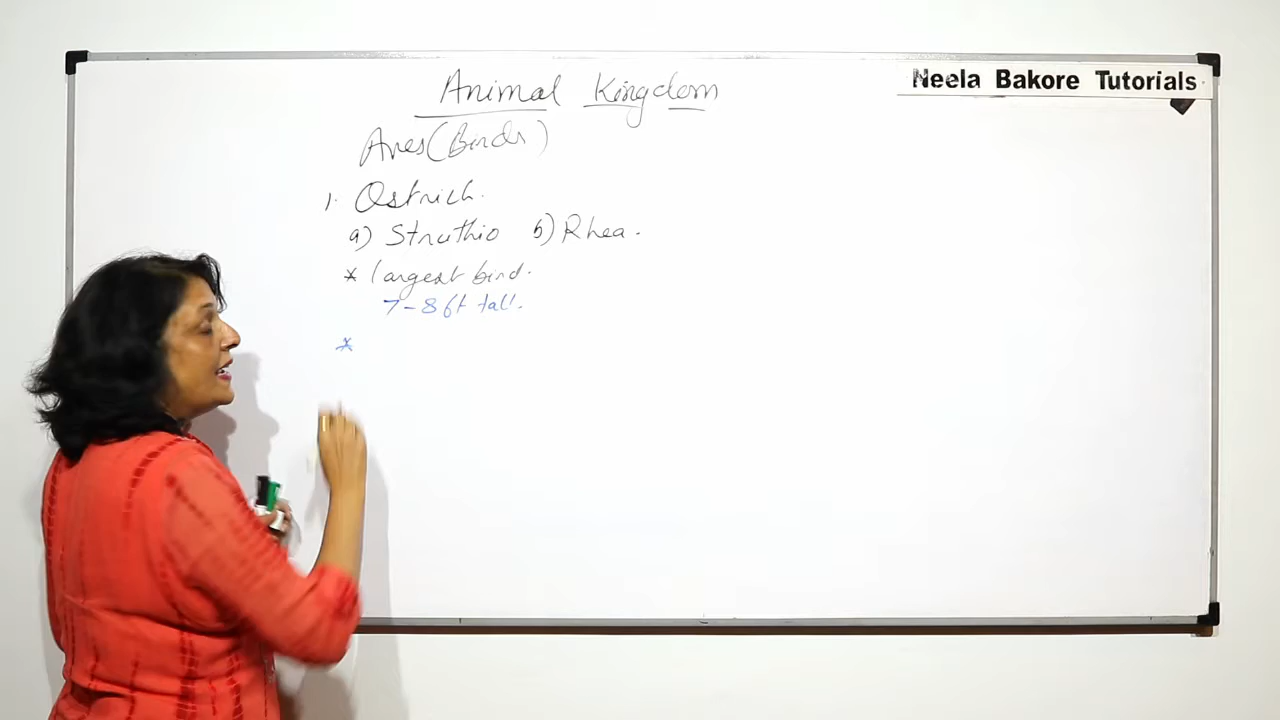 Neela Bakore Tutorials
Animal Kingdom
Aves (Birds)
1. Ostrich.
a) Struthio b) Rhea.
* largest bird.
7-8 ft tall.
*